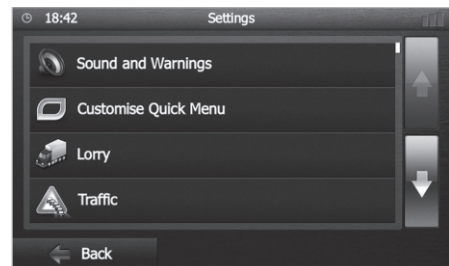 18:42
Settings
Sound and Warnings
Customise Quick Menu
Lorry
Traffic
Back